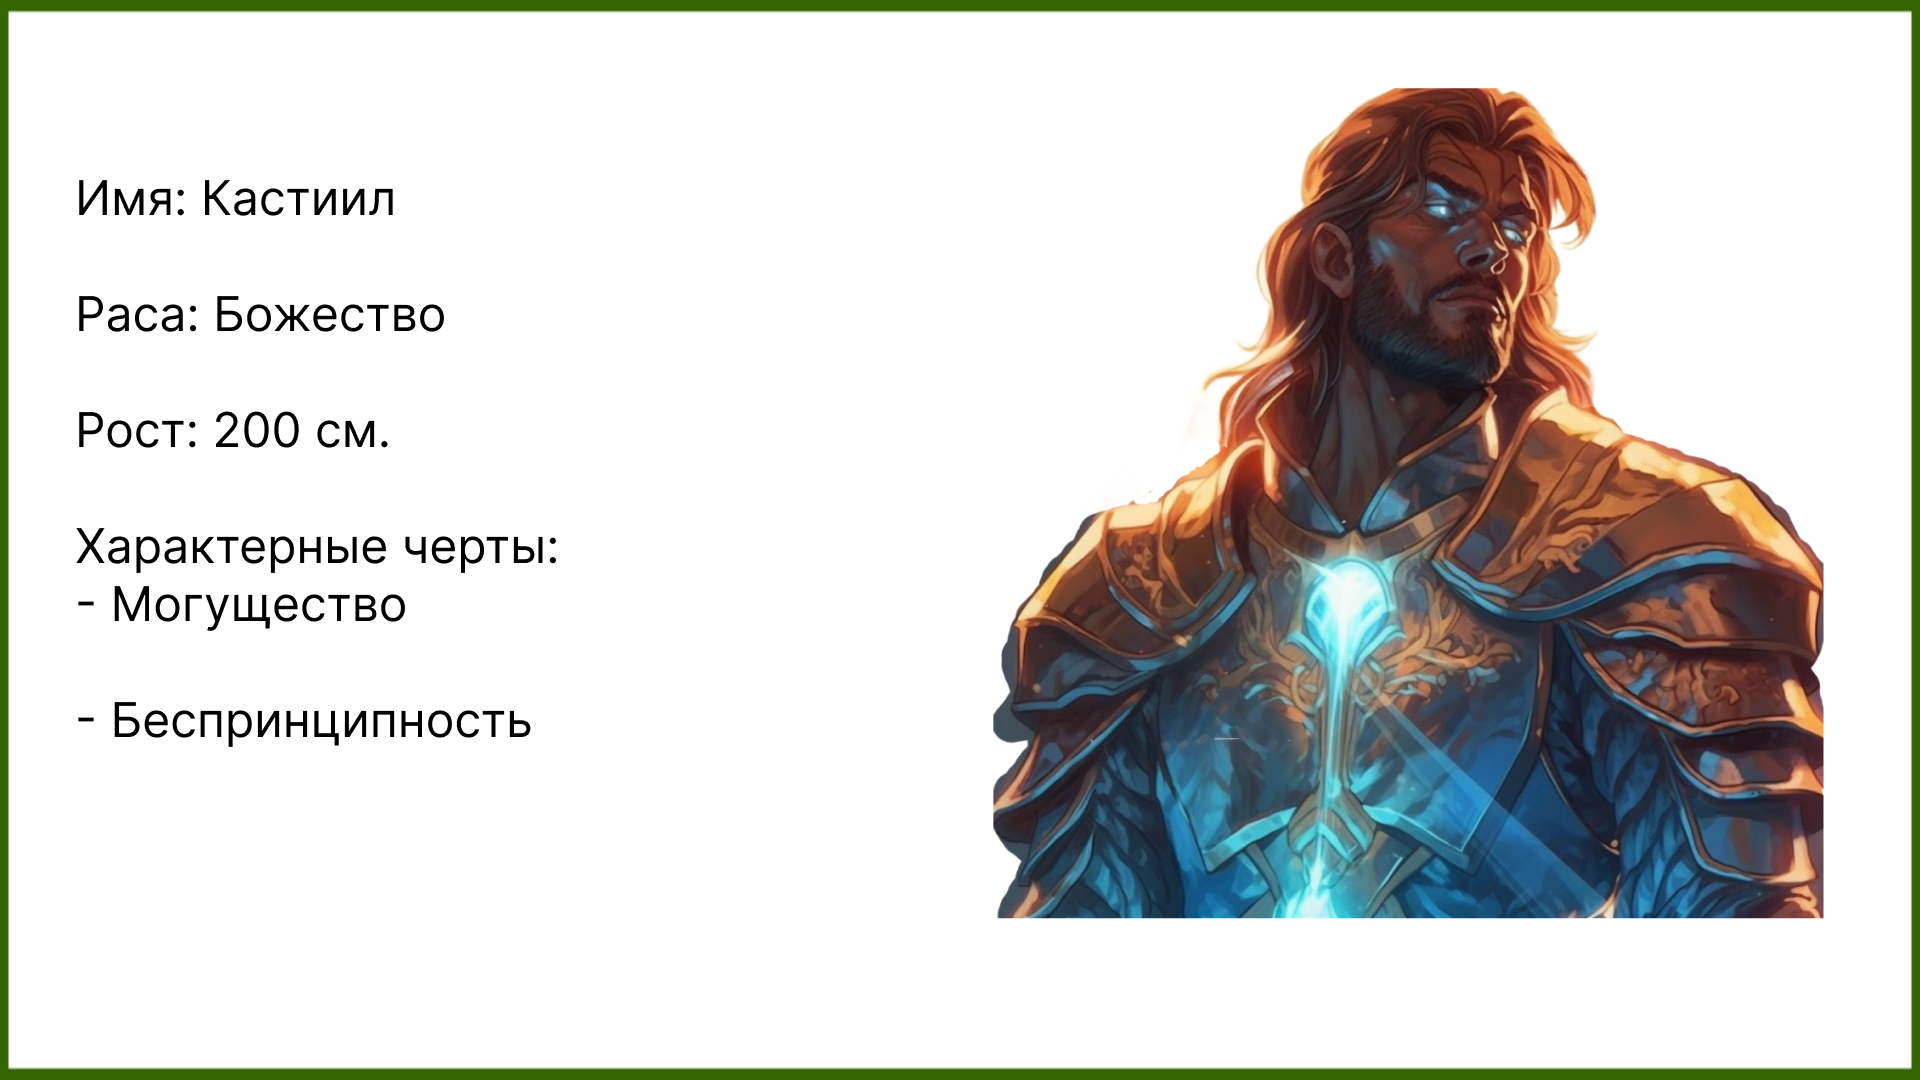 Имя: Кастиил
Раса: Божество
Рост: 200 см.
Характерные черты:
- Могущество
- Беспринципность